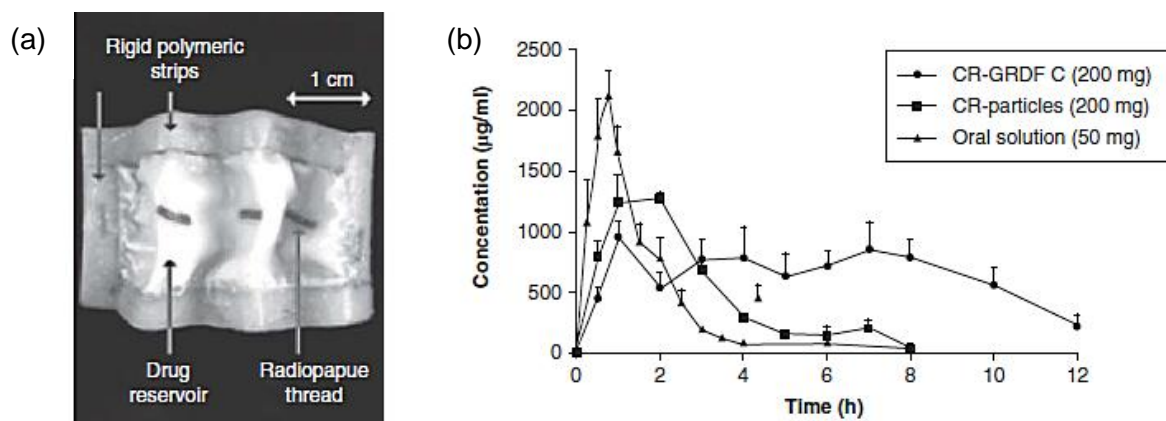 (a)
Rigid polymeric
strips
1 cm
Drug
reservoir
Radiopapue
thread
(b)
Concentation (μg/ml)
2500
2000
1500
1000
500
0
0 2 4 6 8 10 12
Time (h)
CR-GRDF C (200 mg)
CR-particles (200 mg)
Oral solution (50 mg)